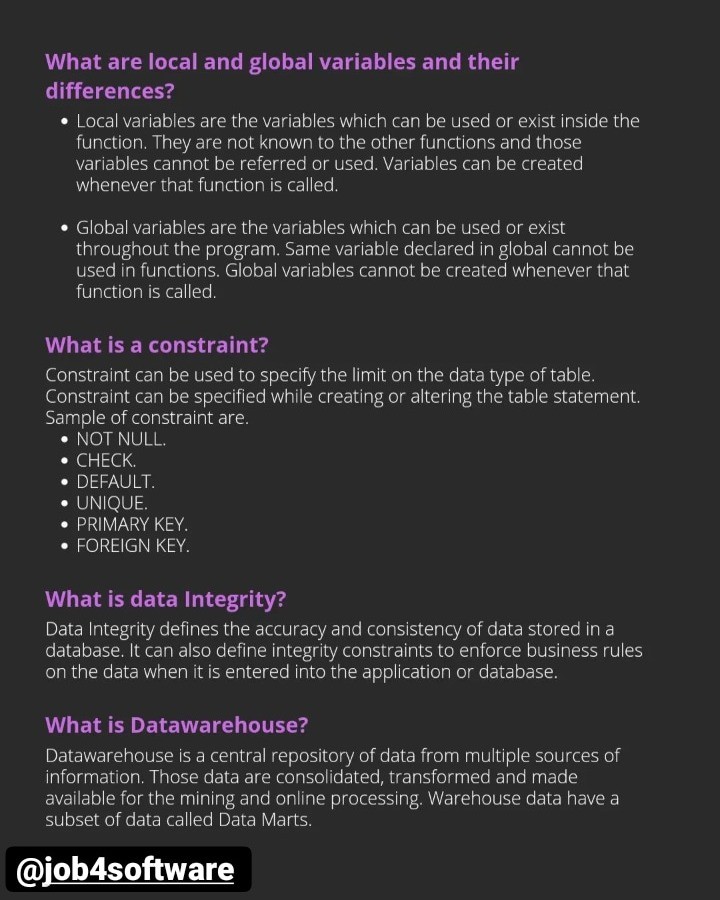 What are local and global variables and their
differences?
• Local variables are the variables which can be used or exist inside the
function. They are not known to the other functions and those
variables cannot be referred or used. Variables can be created
whenever that function is called.
• Global variables are the variables which can be used or exist
throughout the program. Same variable declared in global cannot be
used in functions. Global variables cannot be created whenever that
function is called.
What is a constraint?
Constraint can be used to specify the limit on the data type of table.
Constraint can be specified while creating or altering the table statement.
Sample of constraint are.
• NOT NULL.
• CHECK.
• DEFAULT.
• UNIQUE.
• PRIMARY KEY.
• FOREIGN KEY.
What is data Integrity?
Data Integrity defines the accuracy and consistency of data stored in a
database. It can also define integrity constraints to enforce business rules
on the data when it is entered into the application or database.
What is Datawarehouse?
Datawarehouse is a central repository of data from multiple sources of
information. Those data are consolidated, transformed and made
available for the mining and online processing. Warehouse data have a
subset of data called Data Marts.
@job4software